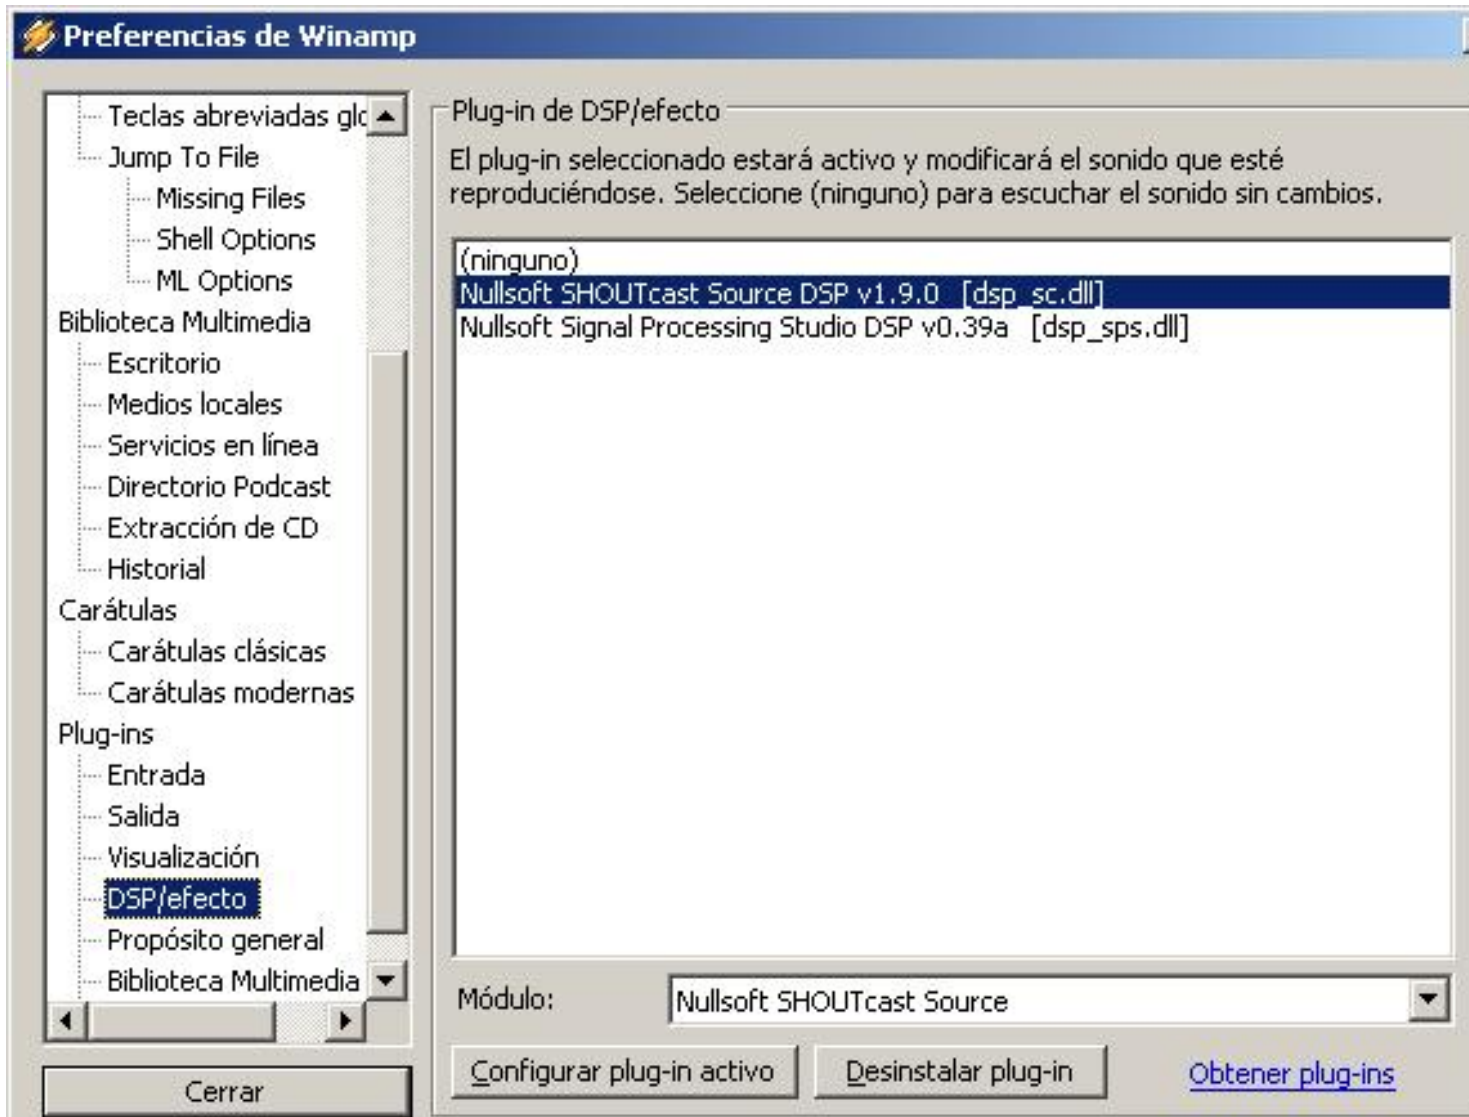 Preferencias de Winamp
Teclas abreviadas glo
Jump To File
Missing Files
Shell Options
ML Options
Biblioteca Multimedia
Escritorio
Medios locales
Servicios en línea
Directorio Podcast
Extracción de CD
Historial
Carátulas
Carátulas clásicas
Carátulas modernas
Plug-ins
Entrada
Salida
Visualización
DSP/efecto
Propósito general
Biblioteca Multimedia
Cerrar
Plug-in de DSP/efecto
El plug-in seleccionado estará activo y modificará el sonido que esté
reproduciéndose. Seleccione (ninguno) para escuchar el sonido sin cambios.
(ninguno)
Nullsoft SHOUTcast Source DSP v1.9.0 [dsp_sc.dll]
Nullsoft Signal Processing Studio DSP v0.39a [dsp_sps.dll]
Módulo: Nullsoft SHOUTcast Source
Configurar plug-in activo Desinstalar plug-in Obtener plug-ins